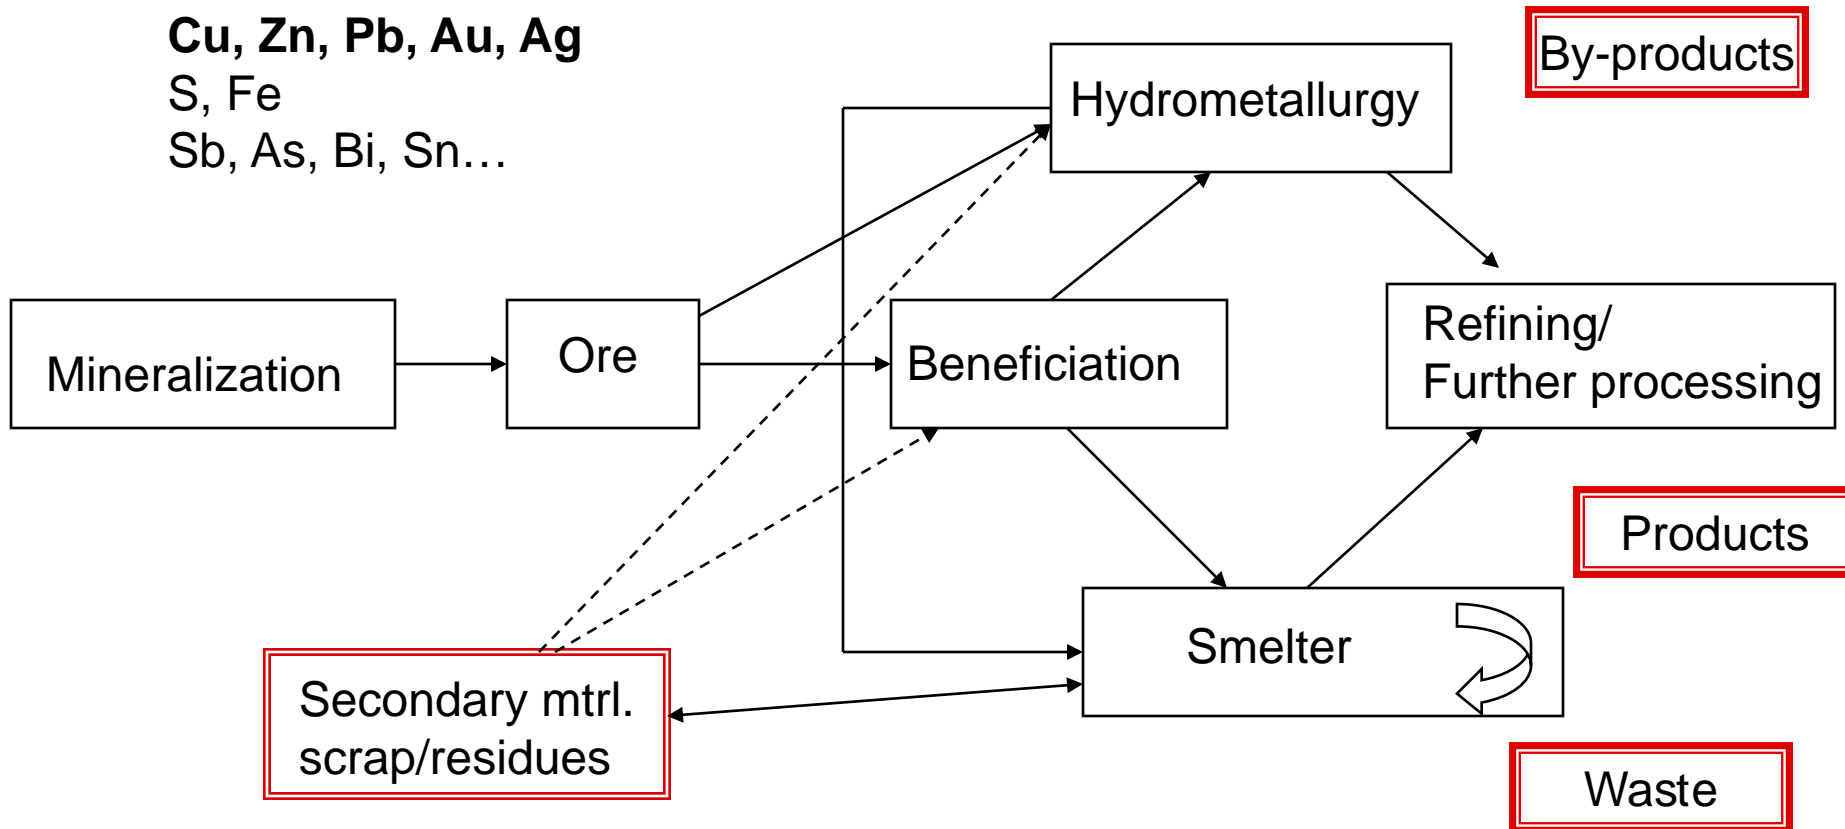 Cu, Zn, Pb, Au, Ag
S, Fe
Sb, As, Bi, Sn…
By-products
Hydrometallurgy
Mineralization
Ore
Beneficiation
Refining/
Further processing
Products
Smelter
Secondary mtrl.
scrap/residues
Waste